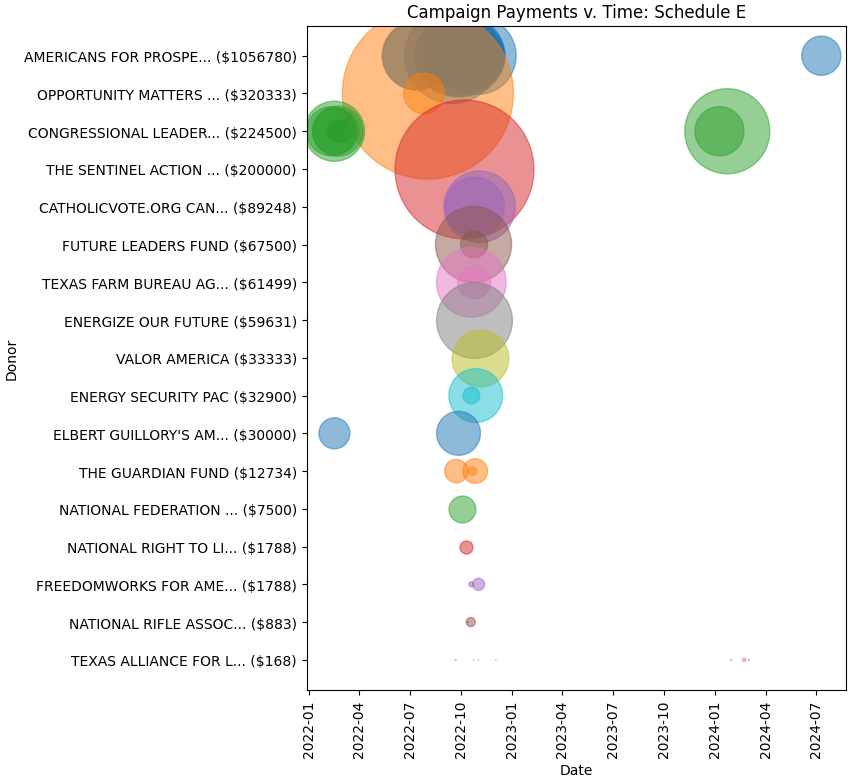 Campaign Payments v. Time: Schedule E
AMERICANS FOR PROSPE... ($1056780)
OPPORTUNITY MATTERS ... ($320333)
CONGRESSIONAL LEADER... ($224500)
THE SENTINEL ACTION ... ($200000)
CATHOLICVOTE.ORG CAN... ($89248)
FUTURE LEADERS FUND ($67500)
TEXAS FARM BUREAU AG... ($61499)
ENERGIZE OUR FUTURE ($59631)
VALOR AMERICA ($33333)
ENERGY SECURITY PAC ($32900)
ELBERT GUILLORY'S AM... ($30000)
THE GUARDIAN FUND ($12734)
NATIONAL FEDERATION ... ($7500)
NATIONAL RIGHT TO LI... ($1788)
FREEDOMWORKS FOR AME... ($1788)
NATIONAL RIFLE ASSOC... ($883)
TEXAS ALLIANCE FOR L... ($168)
Donor
2022-01
2022-04
2022-07
2022-10
2023-01
2023-04
2023-07
2023-10
2024-01
2024-04
2024-07
Date